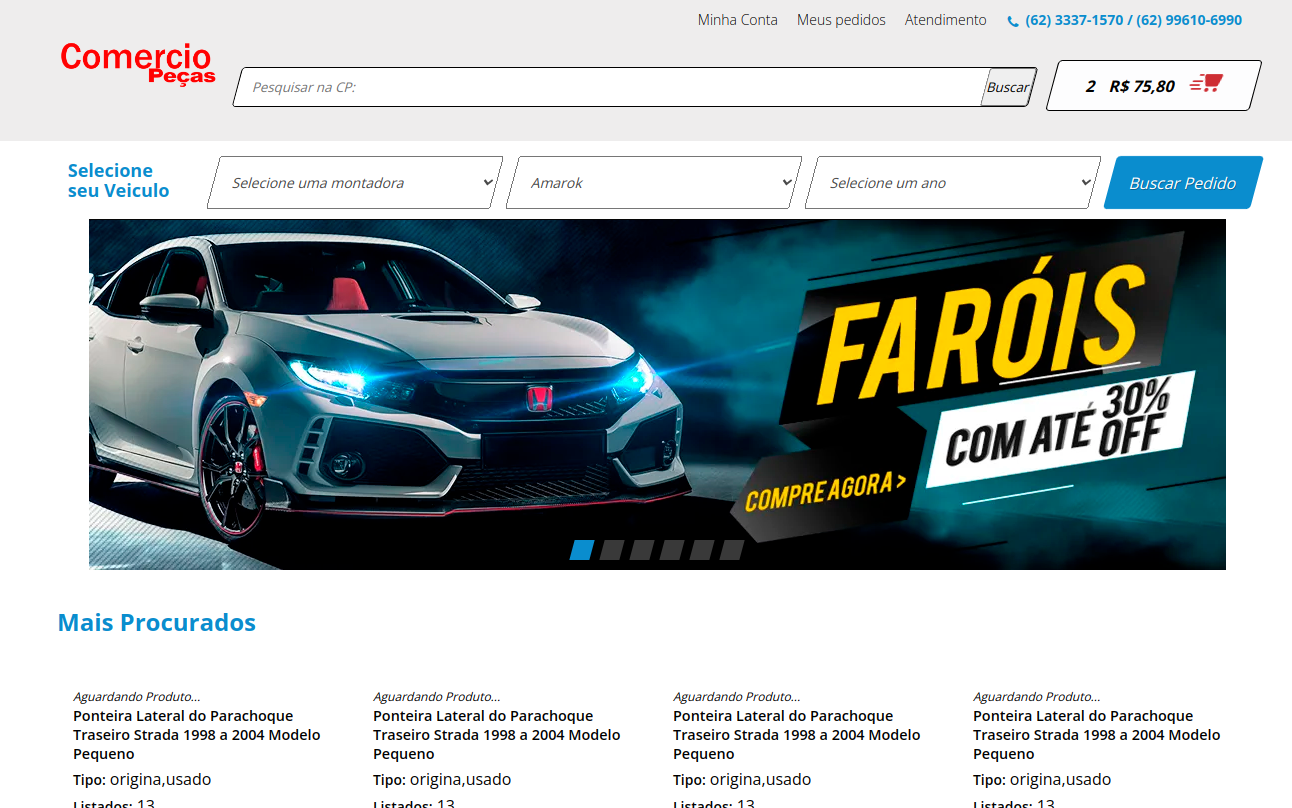 Minha Conta Meus pedidos Atendimento (62) 3337-1570 / (62) 99610-6990
Comercio
Peças
Pesquisar na CP:
Buscar
2 R$ 75,80
Selecione
seu Veiculo
Selecione uma montadora
Amarok
Selecione um ano
Buscar Pedido
FARÓIS
COM ATÉ 30%
OFF
COMPRE AGORA >
Mais Procurados
Aguardando Produto...
Ponteira Lateral do Parachoque
Traseiro Strada 1998 a 2004 Modelo
Pequeno
Tipo: origina,usado
Listados: 13
Aguardando Produto...
Ponteira Lateral do Parachoque
Traseiro Strada 1998 a 2004 Modelo
Pequeno
Tipo: origina,usado
Listados: 13
Aguardando Produto...
Ponteira Lateral do Parachoque
Traseiro Strada 1998 a 2004 Modelo
Pequeno
Tipo: origina,usado
Listados: 13
Aguardando Produto...
Ponteira Lateral do Parachoque
Traseiro Strada 1998 a 2004 Modelo
Pequeno
Tipo: origina,usado
Listados: 13